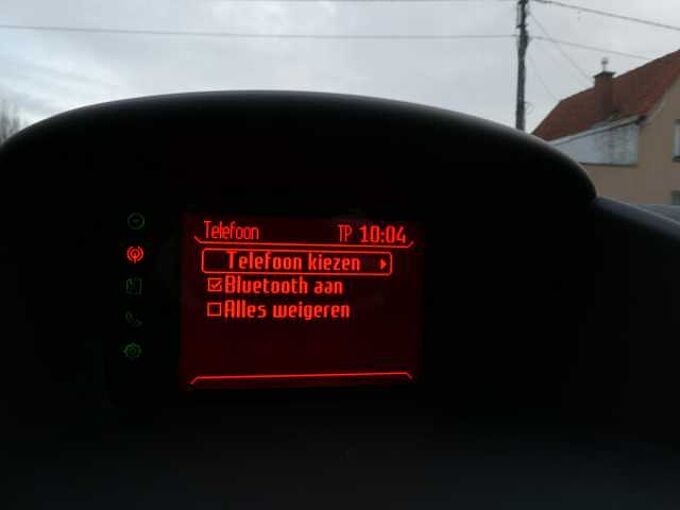 Telefoon TP 10:04
Telefoon kiezen
Bluetooth aan
Alles weigeren